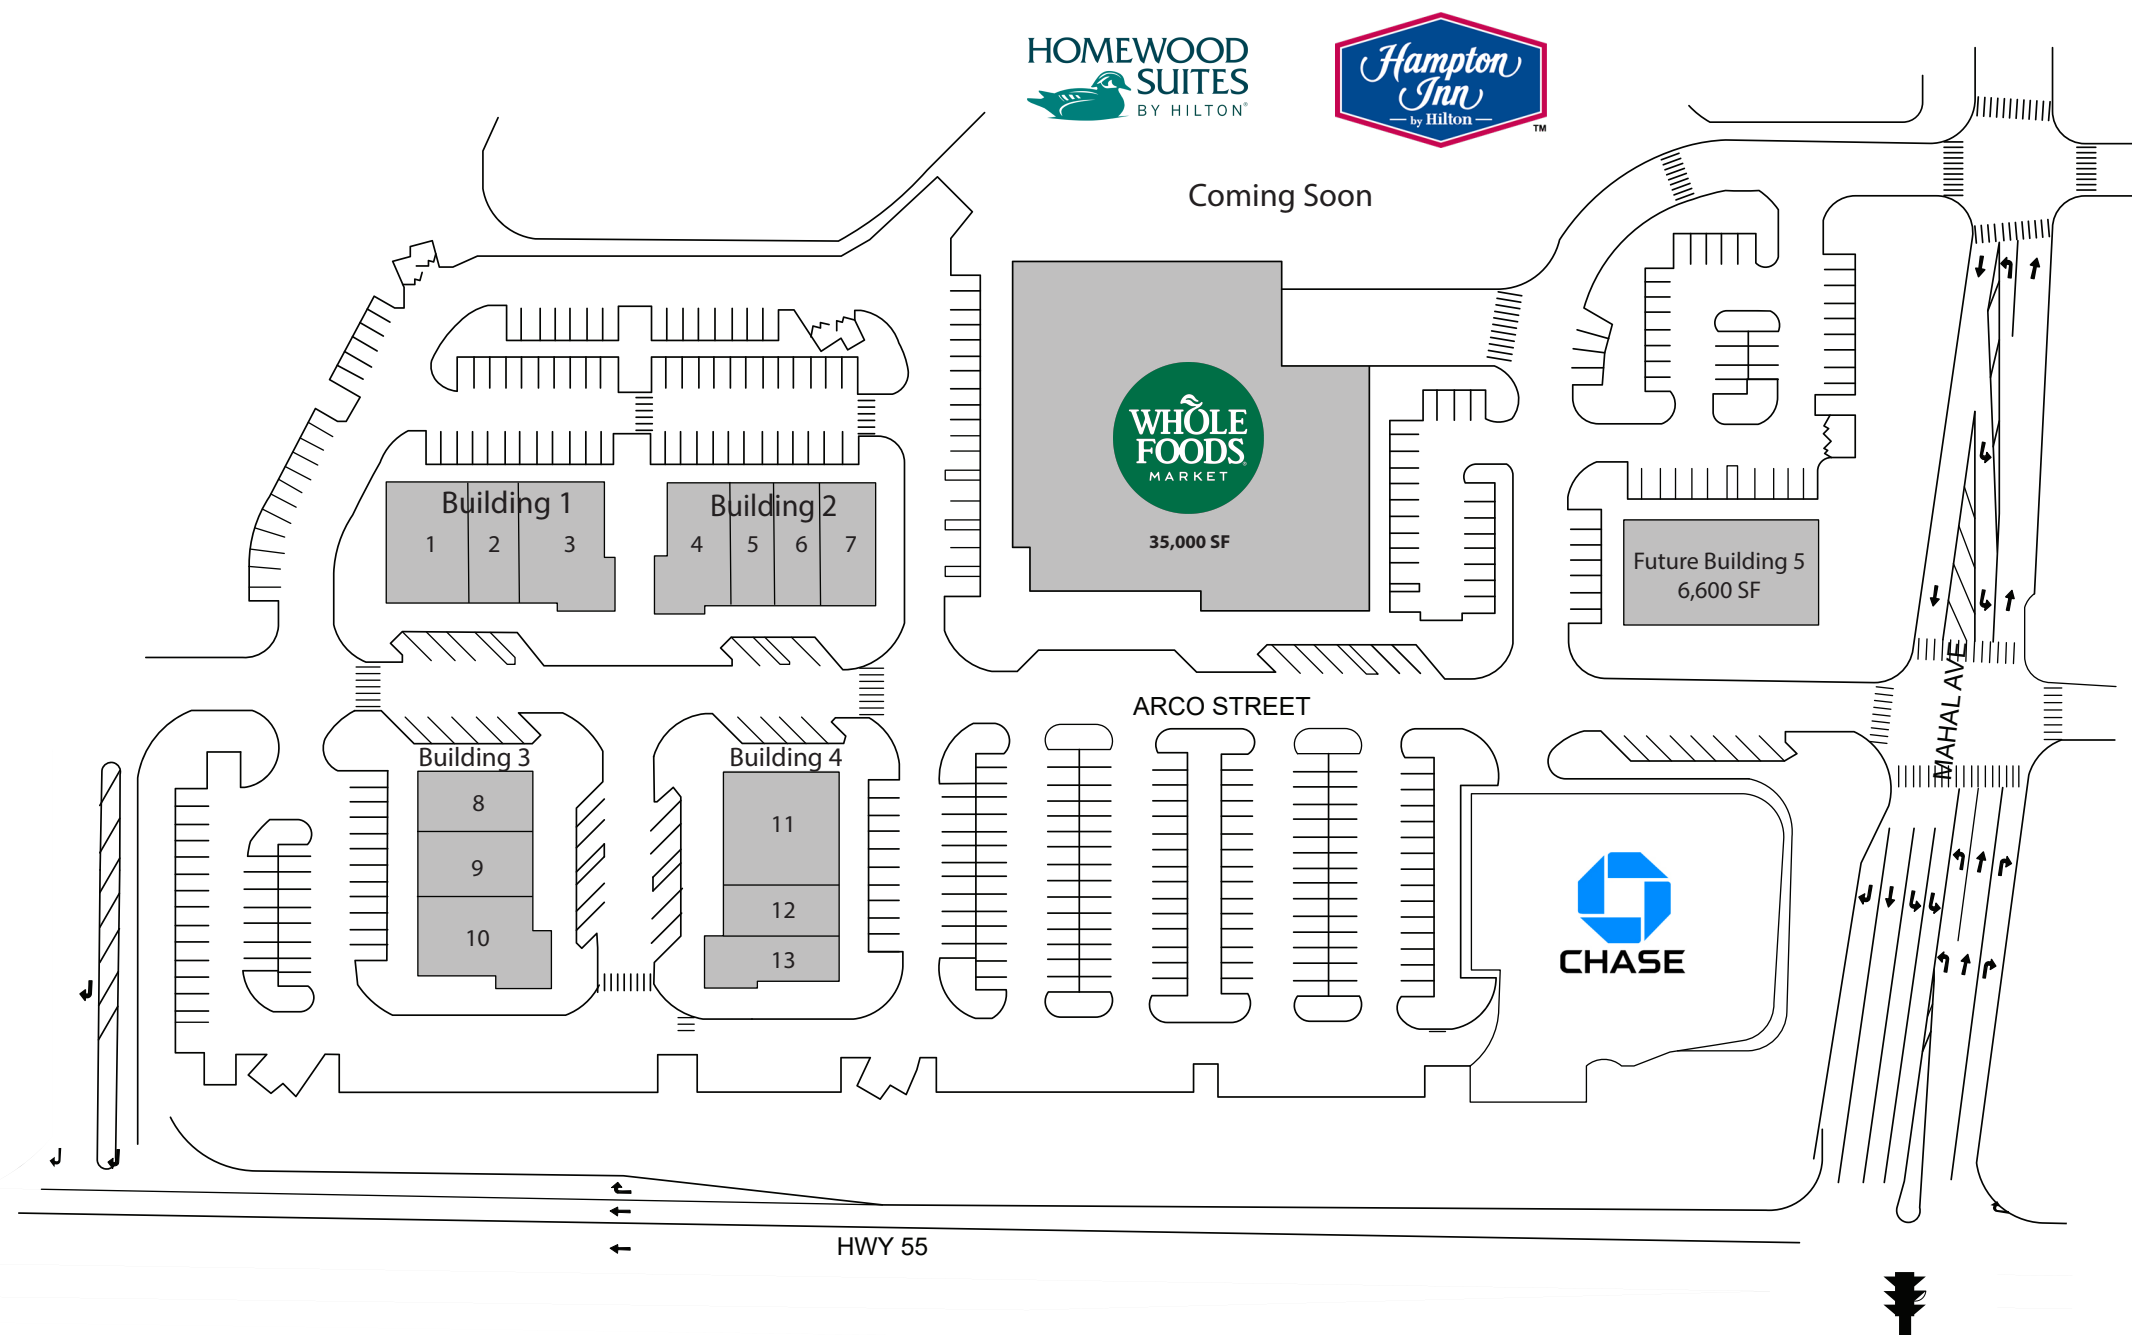 HOMEWOOD
SUITES
BY HILTON®
Hampton
Inn
by Hilton
TM
Coming Soon
WHOLE
FOODS
MARKET
35,000 SF
Building 1
1
2
3
Building 2
4
5
6
7
Future Building 5
6,600 SF
ARCO STREET
MAHAL AVE
Building 3
8
9
10
Building 4
11
12
13
CHASE
HWY 55